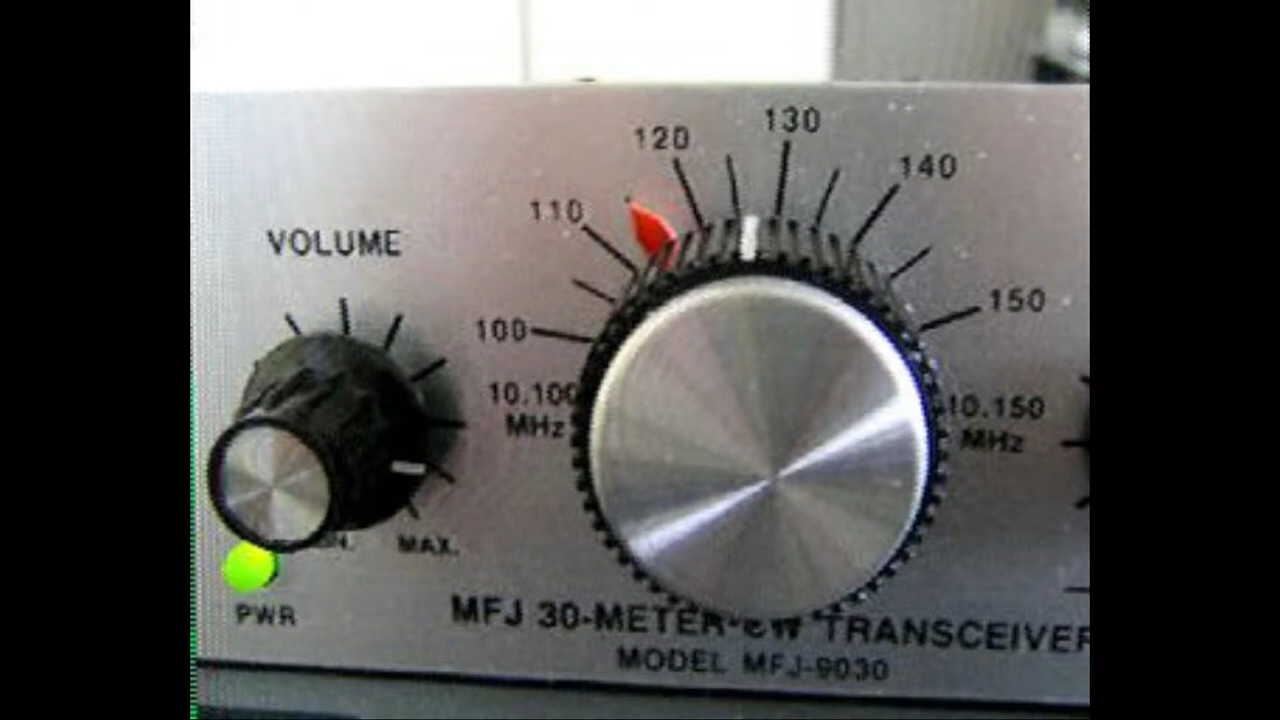 130
120
140
110
VOLUME
150
100
10.100
MHz
10.150
MHz
MAX.
PWR
MFJ 30-METER CW TRANSCEIVER
MODEL MFJ-9030